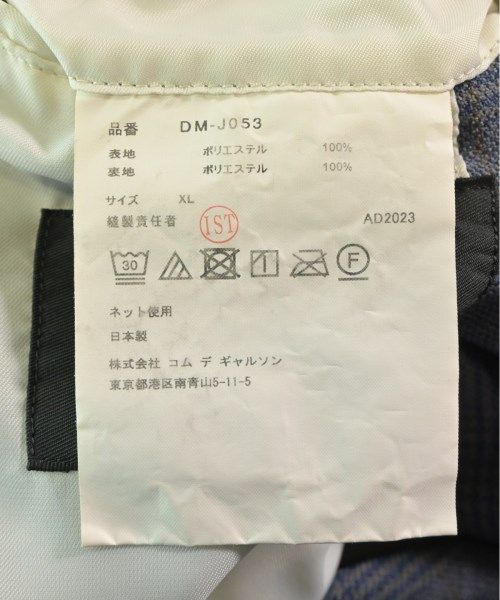 品番 DM-J053
表地 ポリエステル 100%
裏地 ポリエステル 100%
サイズ XL
縫製責任者 IST AD2023
30 F
ネット使用
日本製
株式会社 コム デ ギャルソン
東京都港区南青山5-11-5